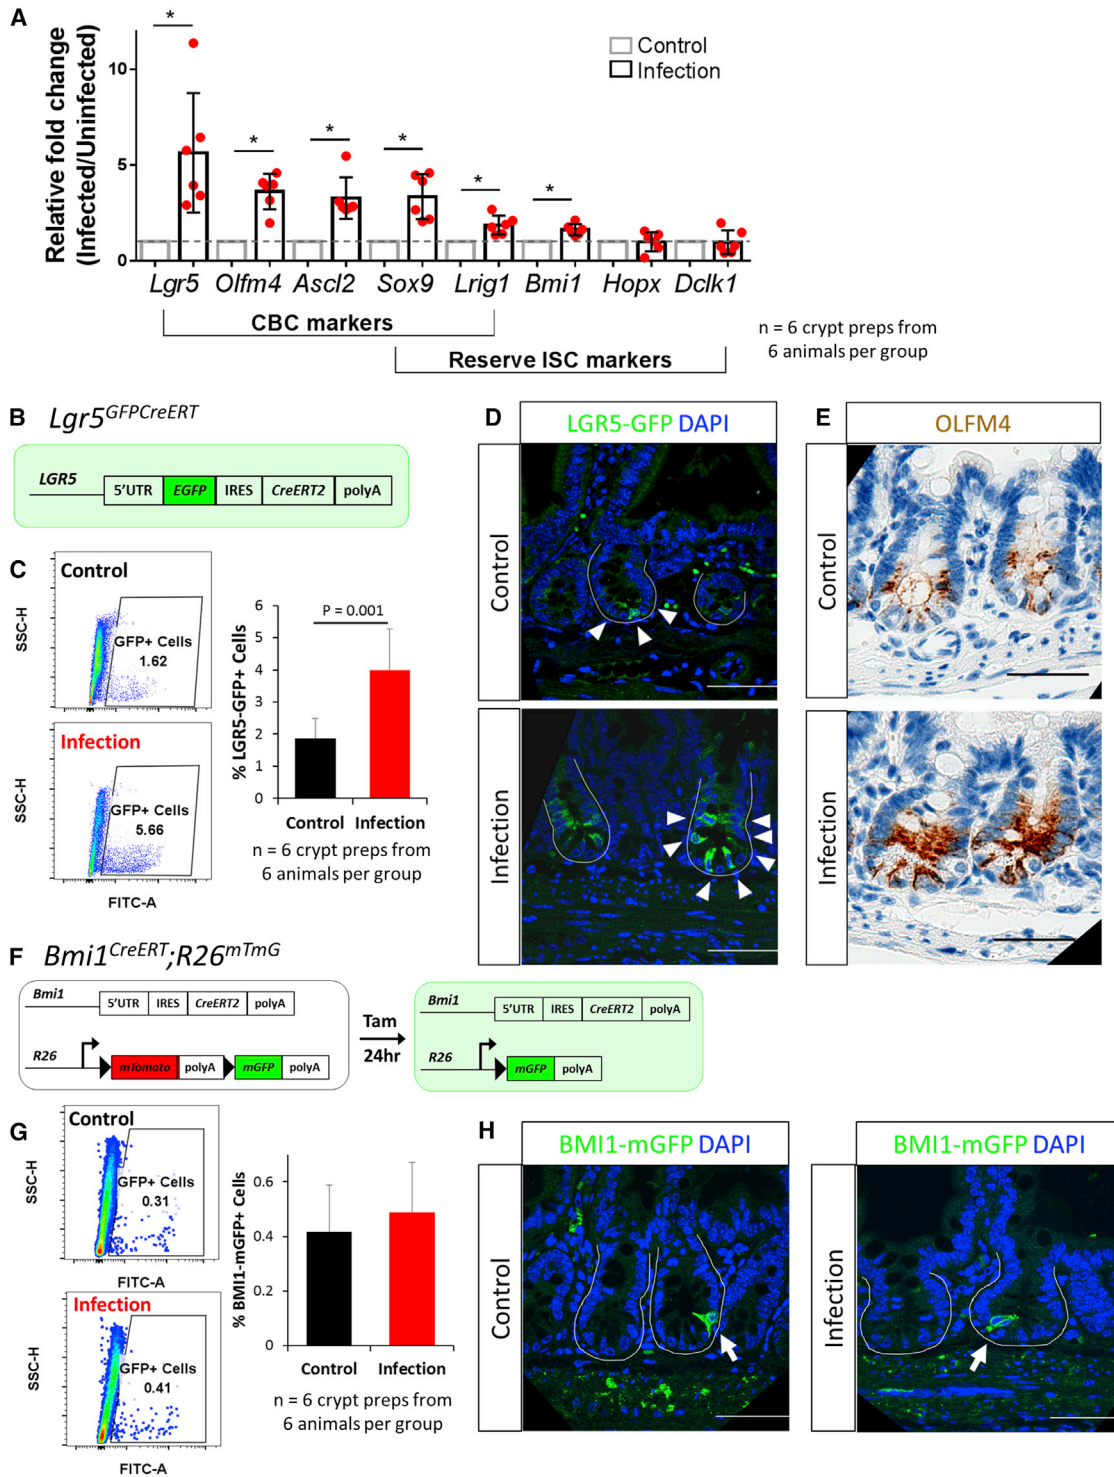 A
Relative fold change
(Infected/Uninfected)
10
5
0
* * * * * *
Control
Infection
Lgr5 Olfm4 Ascl2 Sox9 Lrig1 Bmi1 Hopx Dclk1
CBC markers
Reserve ISC markers
n = 6 crypt preps from
6 animals per group
B Lgr5GFPCreERT
LGR5 5'UTR EGFP IRES CreERT2 polyA
C
Control
SSC-H
GFP+ Cells
1.62
Infection
SSC-H
GFP+ Cells
5.66
FITC-A
% LGR5-GFP+ Cells
6
5
4
3
2
1
0
P = 0.001
Control Infection
n = 6 crypt preps from
6 animals per group
D
LGR5-GFP DAPI
Control
Infection
E
OLFM4
Control
Infection
F Bmi1CreERT;R26mTmG
Bmi1 5'UTR IRES CreERT2 polyA
R26 mTomato polyA mGFP polyA
Tam
24hr
Bmi1 5'UTR IRES CreERT2 polyA
R26 mGFP polyA
G
Control
SSC-H
GFP+ Cells
0.31
FITC-A
Infection
SSC-H
GFP+ Cells
0.41
FITC-A
% BMI1-mGFP+ Cells
0.6
0.4
0.2
0
Control Infection
n = 6 crypt preps from
6 animals per group
H
BMI1-mGFP DAPI
Control
BMI1-mGFP DAPI
Infection